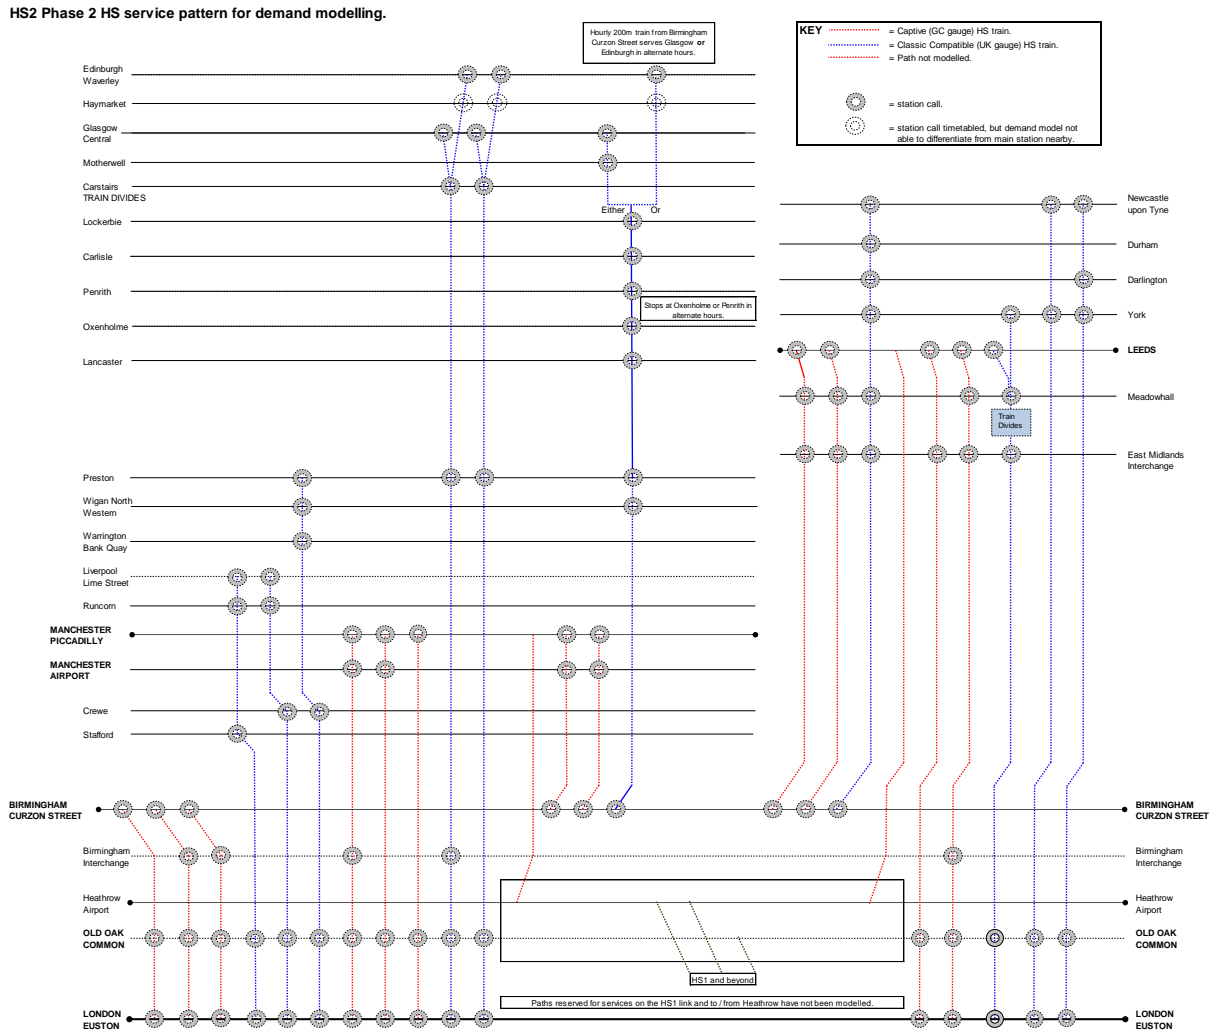 HS2 Phase 2 HS service pattern for demand modelling.
Hourly 200m train from Birmingham
Curzon Street serves Glasgow or
Edinburgh in alternate hours.
KEY
= Captive (GC gauge) HS train.
= Classic Compatible (UK gauge) HS train.
= Path not modelled.
= station call.
= station call timetabled, but demand model not
able to differentiate from main station nearby.
Edinburgh
Waverley
Haymarket
Glasgow
Central
Motherwell
Carstairs
TRAIN DIVIDES
Either Or
Lockerbie
Carlisle
Penrith
Stops at Oxenholme or Penrith in
alternate hours.
Oxenholme
Lancaster
Preston
Wigan North
Western
Warrington
Bank Quay
Liverpool
Lime Street
Runcorn
MANCHESTER
PICCADILLY
MANCHESTER
AIRPORT
Crewe
Stafford
BIRMINGHAM
CURZON STREET
Birmingham
Interchange
Heathrow
Airport
OLD OAK
COMMON
LONDON
EUSTON
Newcastle
upon Tyne
Durham
Darlington
York
LEEDS
Meadowhall
Train
Divides
East Midlands
Interchange
BIRMINGHAM
CURZON STREET
Birmingham
Interchange
Heathrow
Airport
OLD OAK
COMMON
HS1 and beyond
Paths reserved for services on the HS1 link and to / from Heathrow have not been modelled.
LONDON
EUSTON